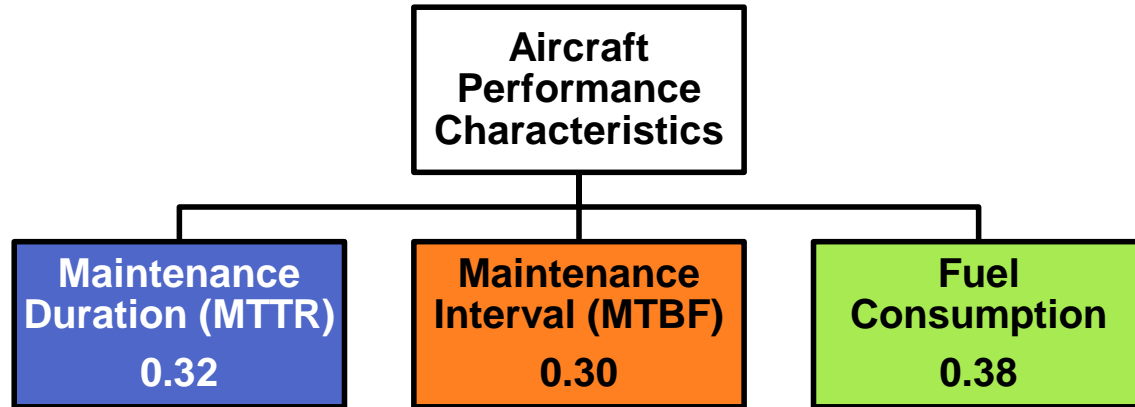 Aircraft
Performance
Characteristics
Maintenance
Duration (MTTR)
0.32
Maintenance
Interval (MTBF)
0.30
Fuel
Consumption
0.38